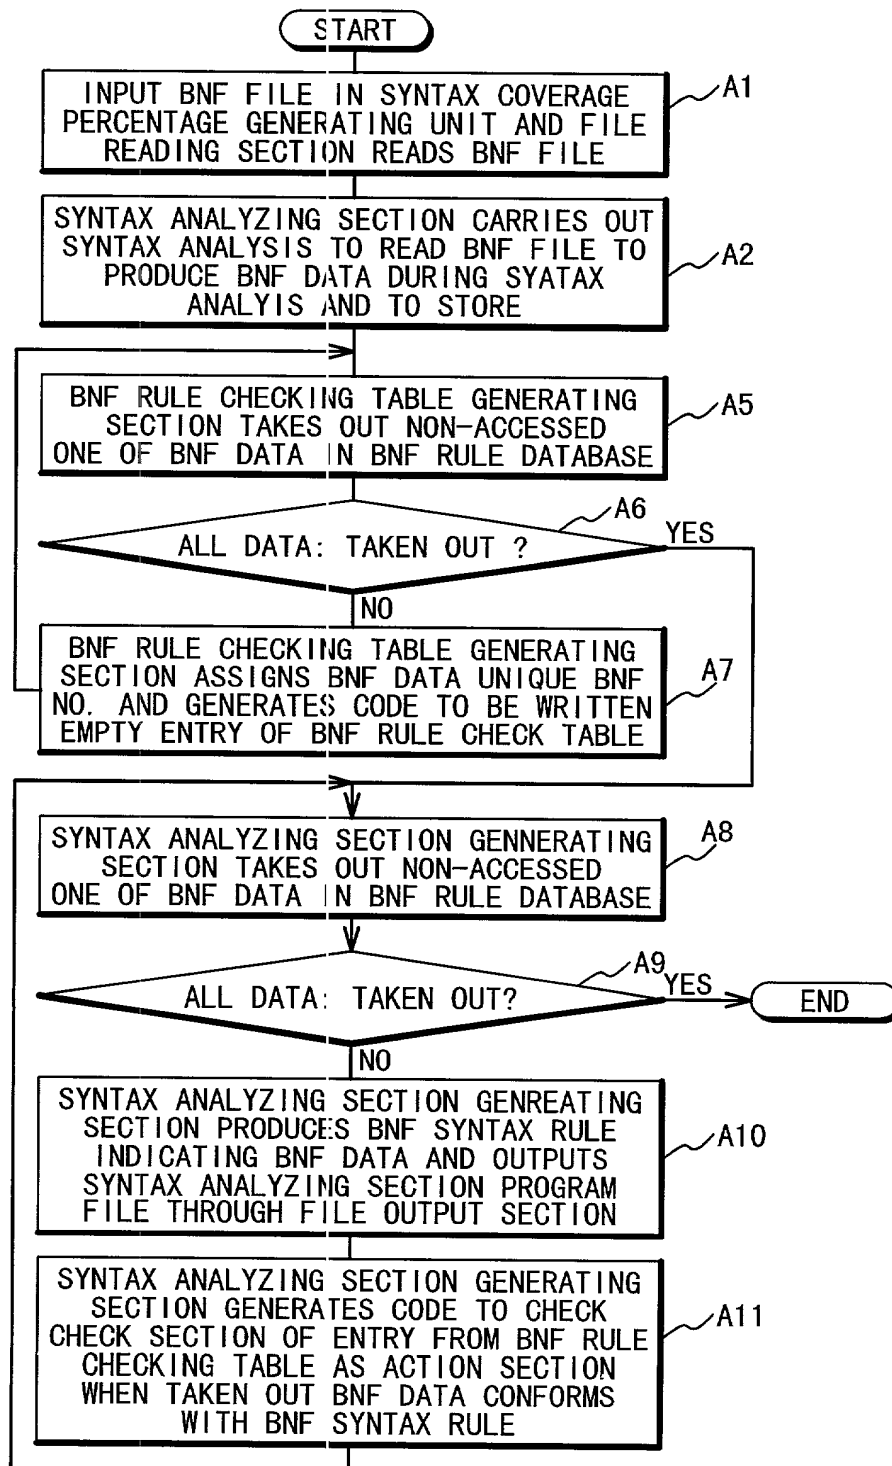 START
INPUT BNF FILE IN SYNTAX COVERAGE
PERCENTAGE GENERATING UNIT AND FILE
READING SECTION READS BNF FILE
A1
SYNTAX ANALYZING SECTION CARRIES OUT
SYNTAX ANALYSIS TO READ BNF FILE TO
PRODUCE BNF DATA DURING SYATAX
ANALYIS AND TO STORE
A2
BNF RULE CHECKING TABLE GENERATING
SECTION TAKES OUT NON-ACCESSED
ONE OF BNF DATA IN BNF RULE DATABASE
A5
A6
ALL DATA: TAKEN OUT ?
YES
NO
BNF RULE CHECKING TABLE GENERATING
SECTION ASSIGNS BNF DATA UNIQUE BNF
NO. AND GENERATES CODE TO BE WRITTEN
EMPTY ENTRY OF BNF RULE CHECK TABLE
A7
SYNTAX ANALYZING SECTION GENNERATING
SECTION TAKES OUT NON-ACCESSED
ONE OF BNF DATA IN BNF RULE DATABASE
A8
A9
ALL DATA: TAKEN OUT?
YES
END
NO
SYNTAX ANALYZING SECTION GENREATING
SECTION PRODUCES BNF SYNTAX RULE
INDICATING BNF DATA AND OUTPUTS
SYNTAX ANALYZING SECTION PROGRAM
FILE THROUGH FILE OUTPUT SECTION
A10
SYNTAX ANALYZING SECTION GENERATING
SECTION GENERATES CODE TO CHECK
CHECK SECTION OF ENTRY FROM BNF RULE
CHECKING TABLE AS ACTION SECTION
WHEN TAKEN OUT BNF DATA CONFORMS
WITH BNF SYNTAX RULE
A11